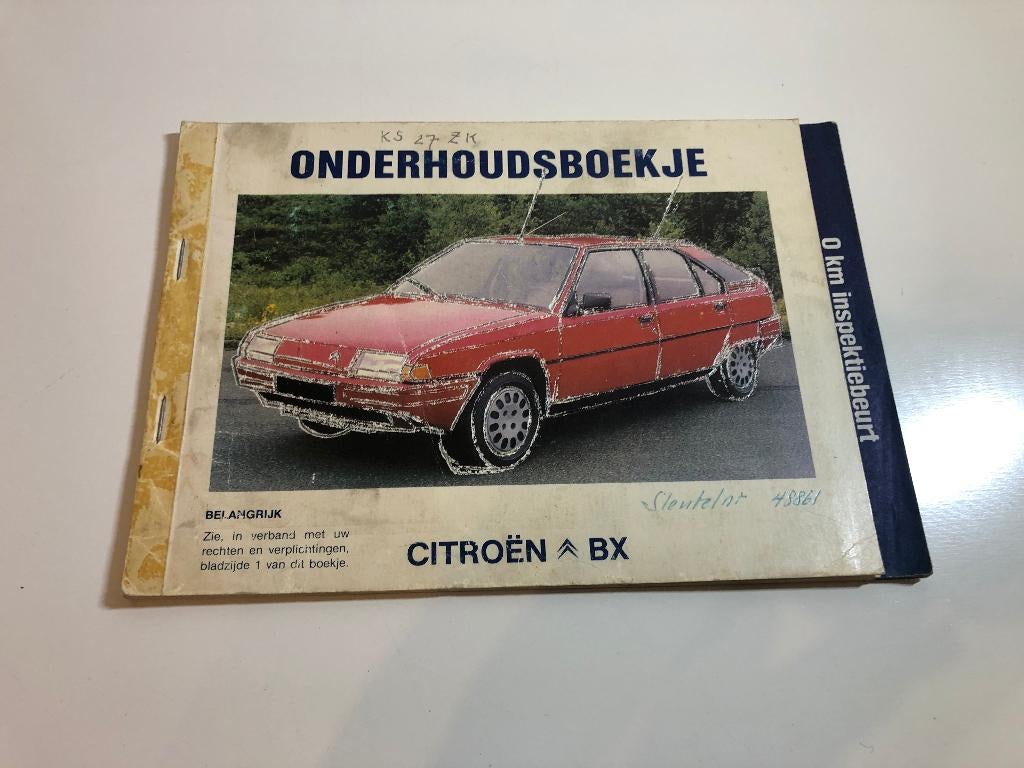 KS 27 ZK
ONDERHOUDSBOEKJE
0 km inspektiebeurt
Sleutelnr 48861
BELANGRIJK
Zie, in verband met uw
rechten en verplichtingen,
bladzijde 1 van dit boekje.
CITROËN BX